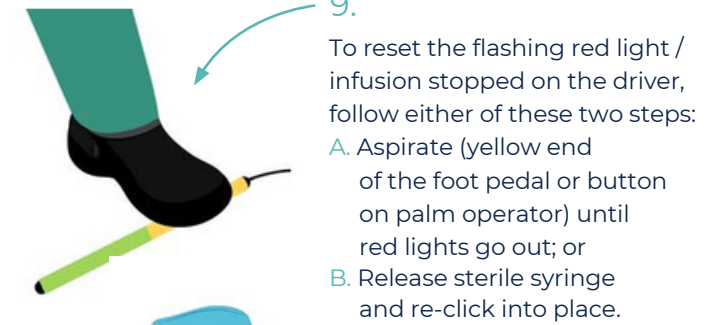 9.
To reset the flashing red light /
infusion stopped on the driver,
follow either of these two steps:
A. Aspirate (yellow end
of the foot pedal or button
on palm operator) until
red lights go out; or
B. Release sterile syringe
and re-click into place.